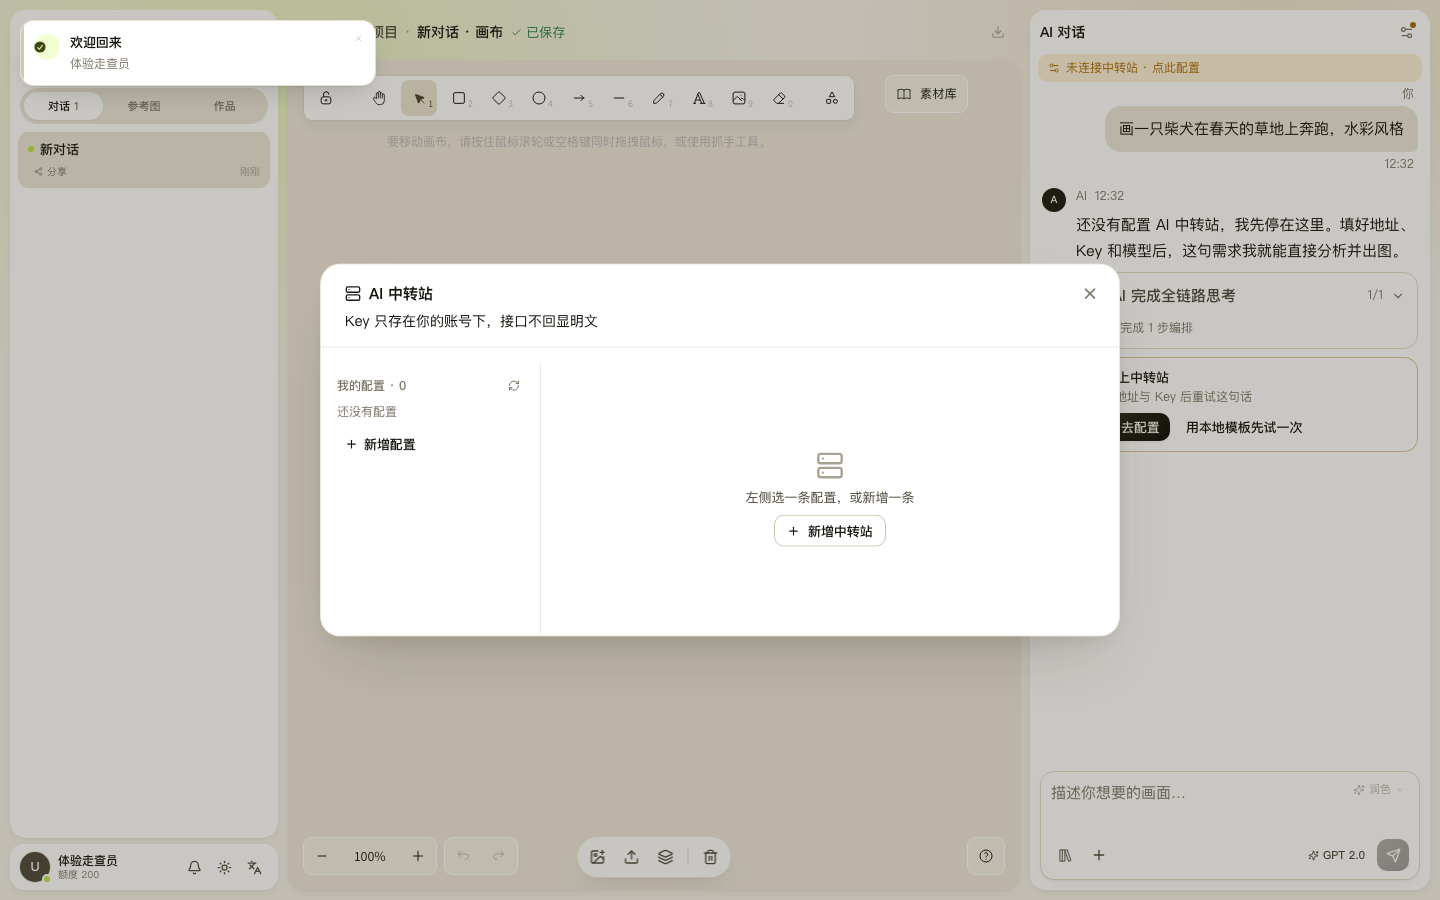 欢迎回来
体验走查员
项目 · 新对话 · 画布 已保存
对话 1 参考图 作品
新对话
分享 刚刚
1 2 3 4 5 6 7 8 9 0
素材库
要移动画布，请按住鼠标滚轮或空格键同时拖拽鼠标，或使用抓手工具。
AI 中转站
Key 只存在你的账号下，接口不回显明文
我的配置 · 0
还没有配置
新增配置
左侧选一条配置，或新增一条
新增中转站
AI 对话
未连接中转站 · 点此配置
你
画一只柴犬在春天的草地上奔跑，水彩风格
12:32
A AI 12:32
还没有配置 AI 中转站，我先停在这里。填好地址、
Key 和模型后，这句需求我就能直接分析并出图。
AI 完成全链路思考 1/1
完成 1 步编排
上中转站
地址与 Key 后重试这句话
去配置 用本地模板先试一次
描述你想要的画面... 润色
GPT 2.0
U 体验走查员
额度 200
100%